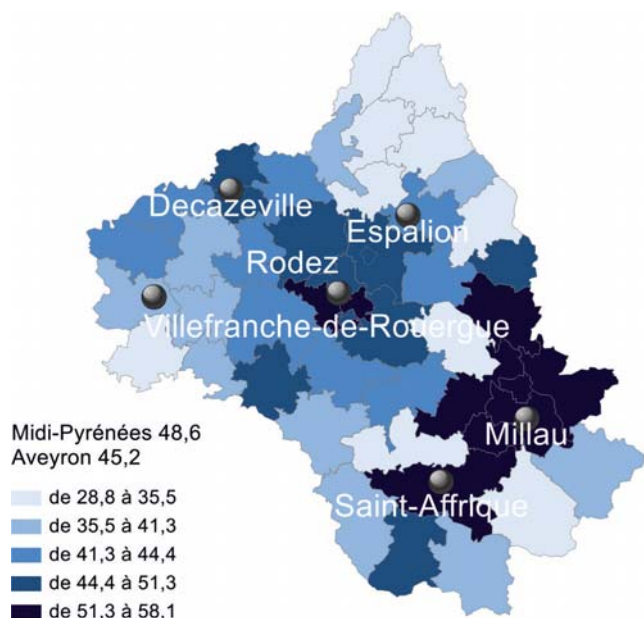 Decazeville
Espalion
Rodez
Villefranche-de-Rouergue
Millau
Saint-Affrique
Midi-Pyrénées 48,6
Aveyron 45,2
de 28,8 à 35,5
de 35,5 à 41,3
de 41,3 à 44,4
de 44,4 à 51,3
de 51,3 à 58,1